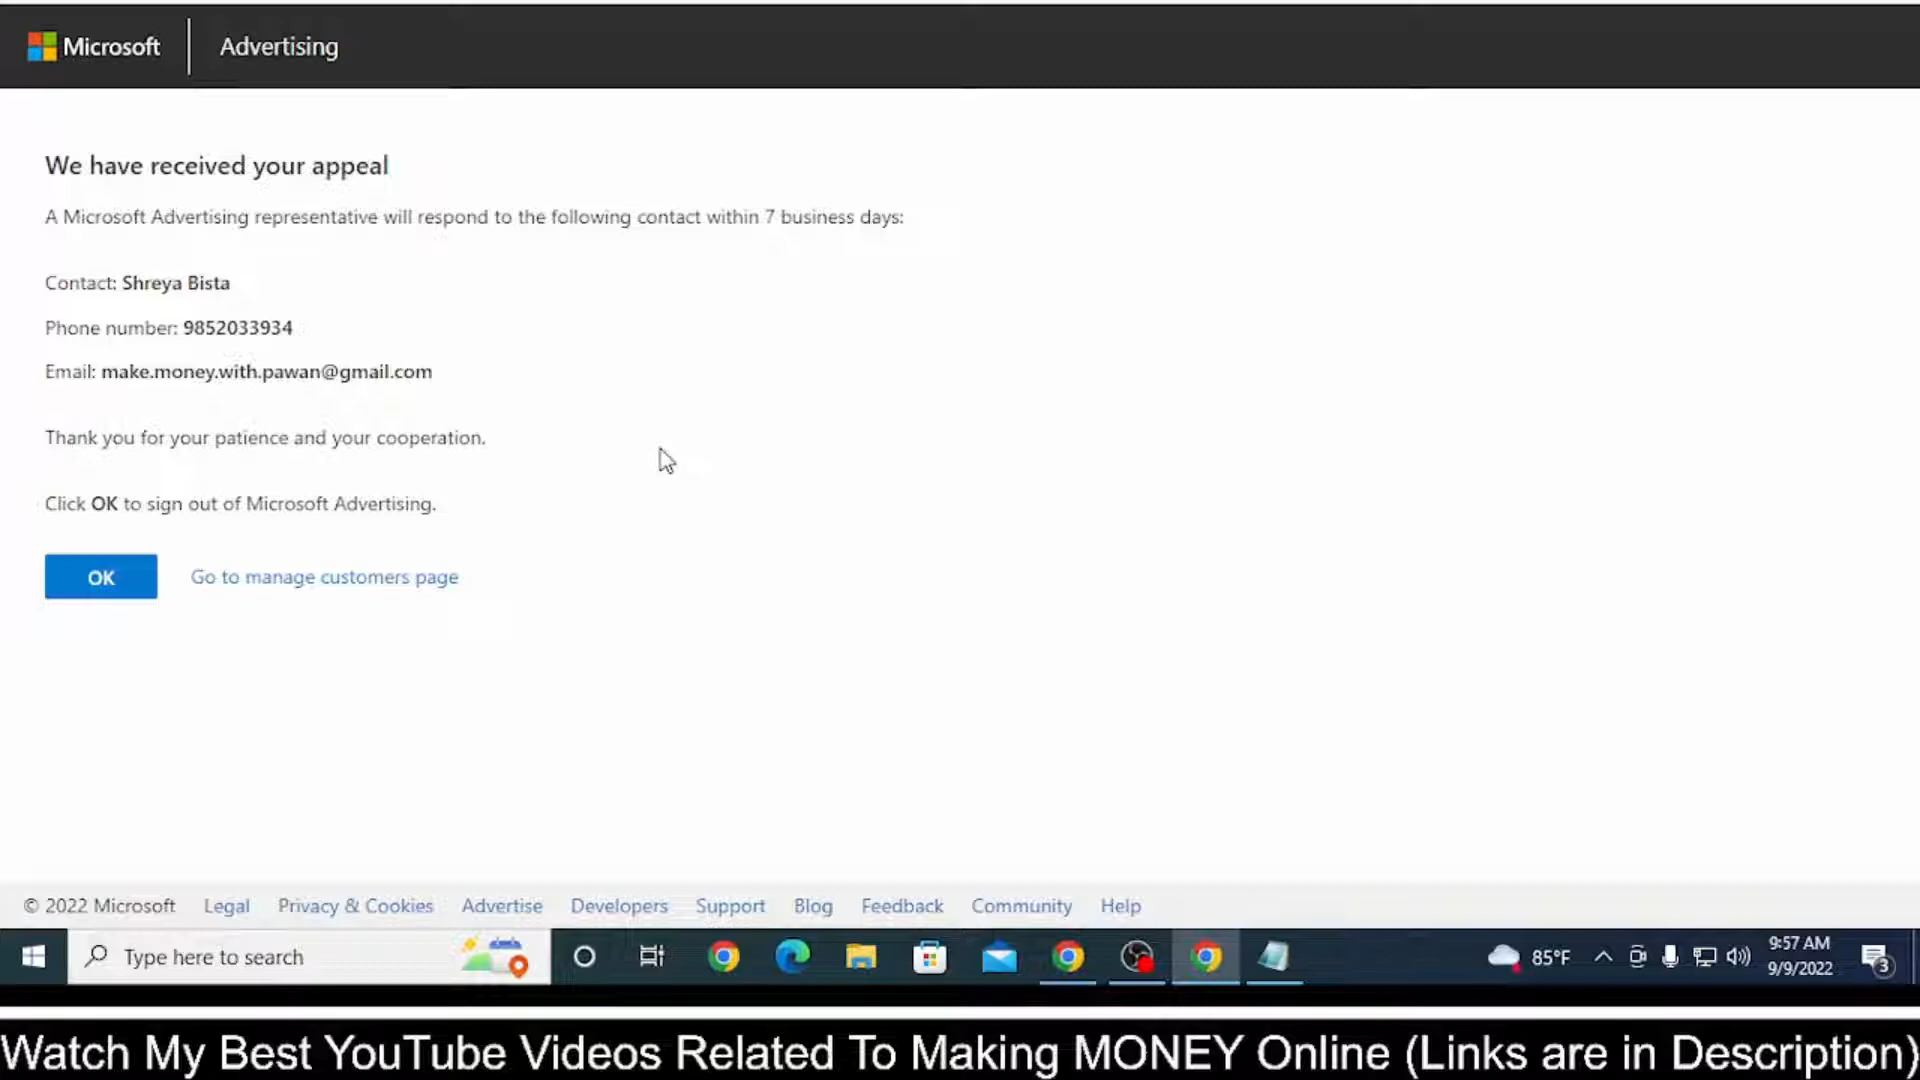 Microsoft Advertising
We have received your appeal
A Microsoft Advertising representative will respond to the following contact within 7 business days:
Contact: Shreya Bista
Phone number: 9852033934
Email: make.money.with.pawan@gmail.com
Thank you for your patience and your cooperation.
Click OK to sign out of Microsoft Advertising.
OK Go to manage customers page
© 2022 Microsoft Legal Privacy & Cookies Advertise Developers Support Blog Feedback Community Help
Type here to search 85°F 9:57 AM
9/9/2022 3
Watch My Best YouTube Videos Related To Making MONEY Online (Links are in Description)